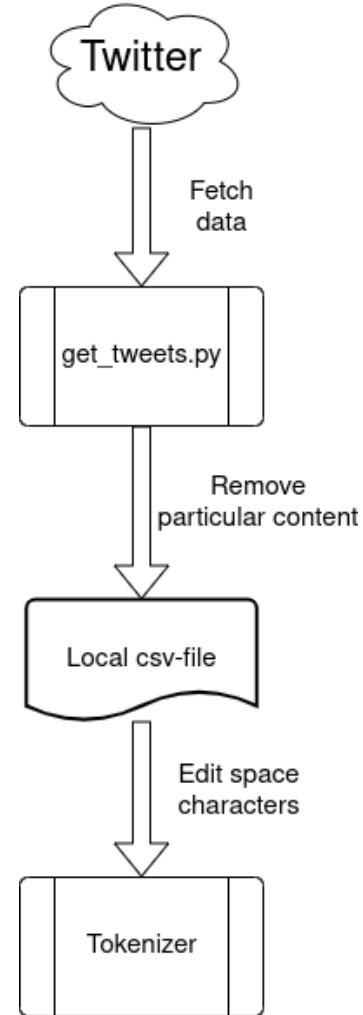 Twitter
Fetch
data
get_tweets.py
Remove
particular content
Local csv-file
Edit space
characters
Tokenizer